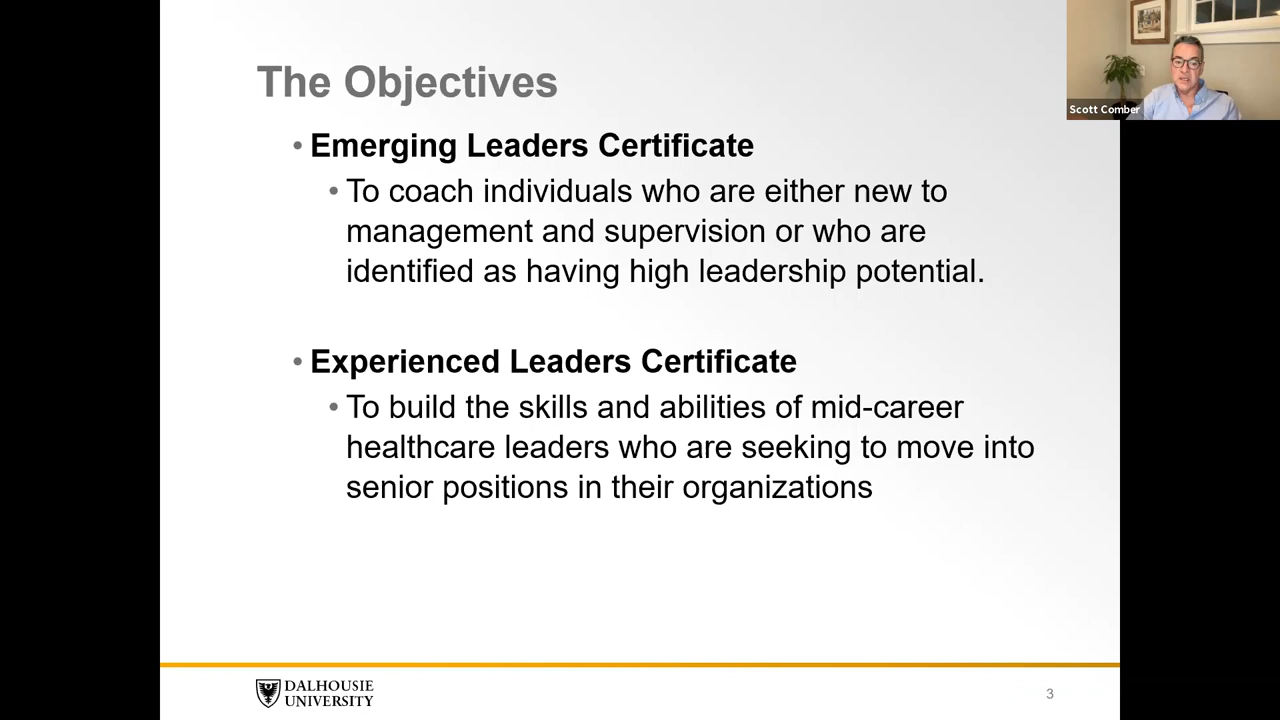 The Objectives
• Emerging Leaders Certificate
• To coach individuals who are either new to
management and supervision or who are
identified as having high leadership potential.
• Experienced Leaders Certificate
• To build the skills and abilities of mid-career
healthcare leaders who are seeking to move into
senior positions in their organizations
DALHOUSIE
UNIVERSITY
3
Scott Comber